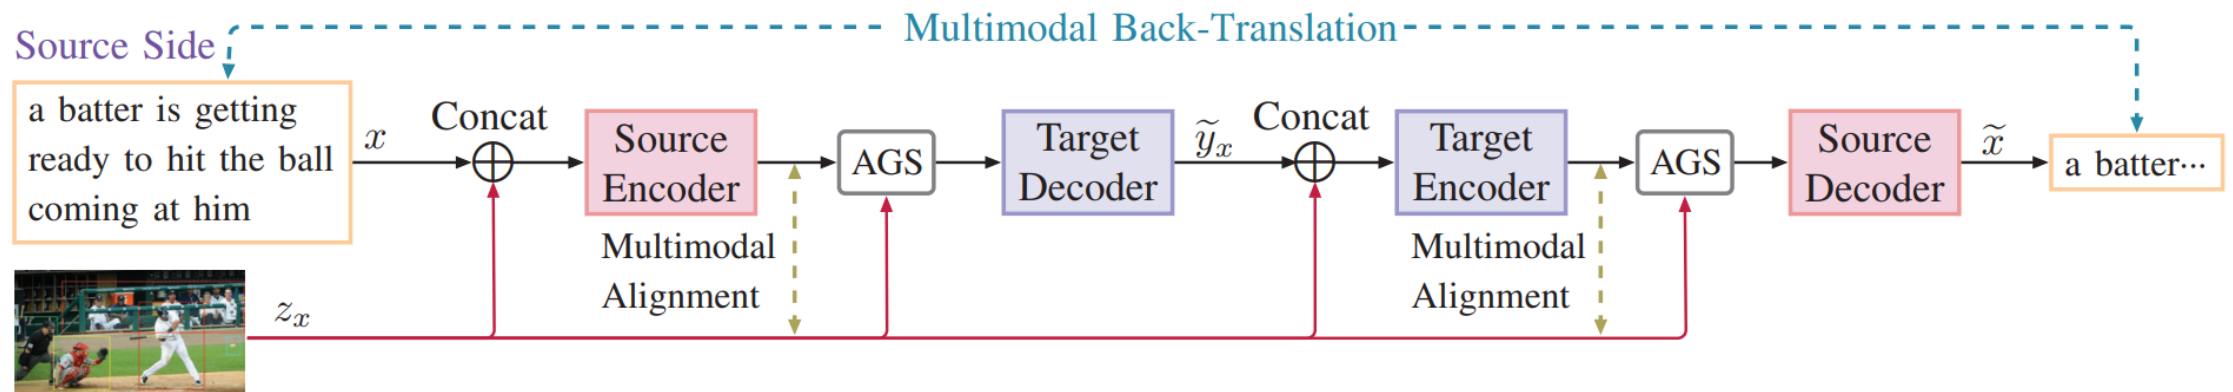 Multimodal Back-Translation
Source Side
a batter is getting
ready to hit the ball
coming at him
x
Concat
Source
Encoder
AGS
Target
Decoder
ỹₓ
Concat
Target
Encoder
AGS
Source
Decoder
x̃
a batter···
Multimodal
Alignment
Multimodal
Alignment
zₓ